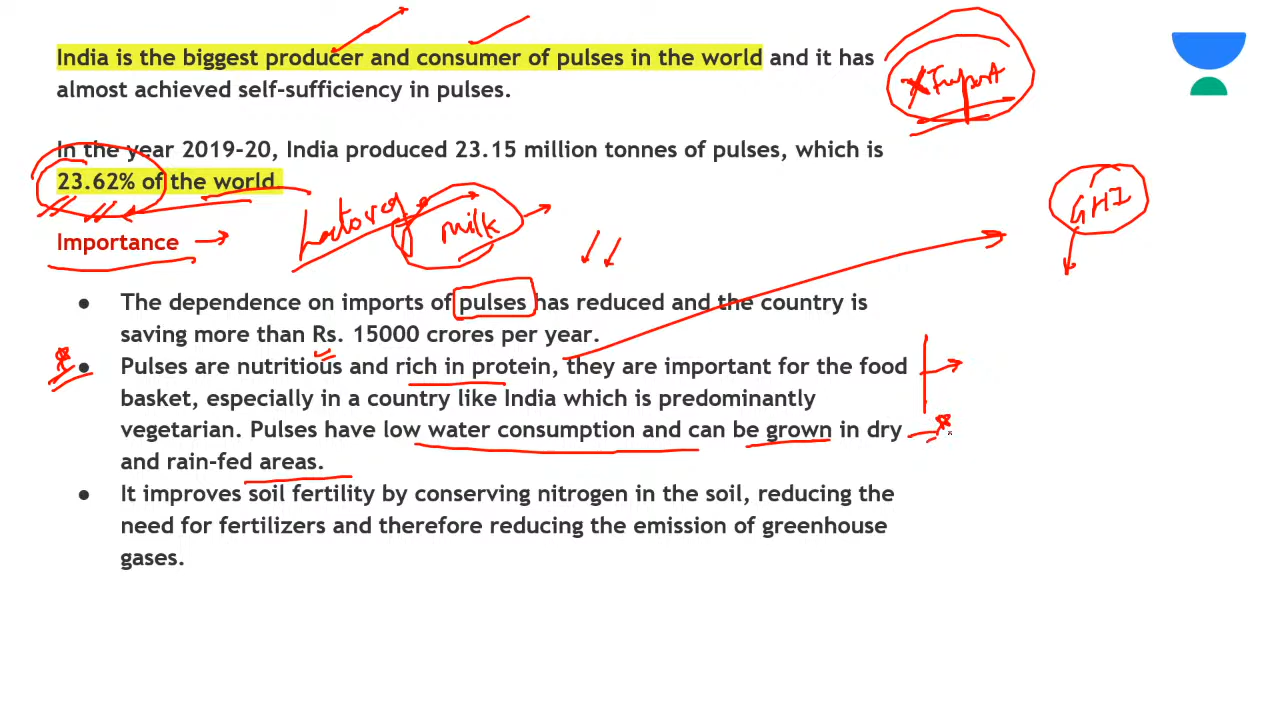 India is the biggest producer and consumer of pulses in the world and it has
almost achieved self-sufficiency in pulses.
Import
In the year 2019-20, India produced 23.15 million tonnes of pulses, which is
23.62% of the world
GHI
milk
Importance
● The dependence on imports of pulses has reduced and the country is
saving more than Rs. 15000 crores per year.
● Pulses are nutritious and rich in protein, they are important for the food
basket, especially in a country like India which is predominantly
vegetarian. Pulses have low water consumption and can be grown in dry
and rain-fed areas.
● It improves soil fertility by conserving nitrogen in the soil, reducing the
need for fertilizers and therefore reducing the emission of greenhouse
gases.